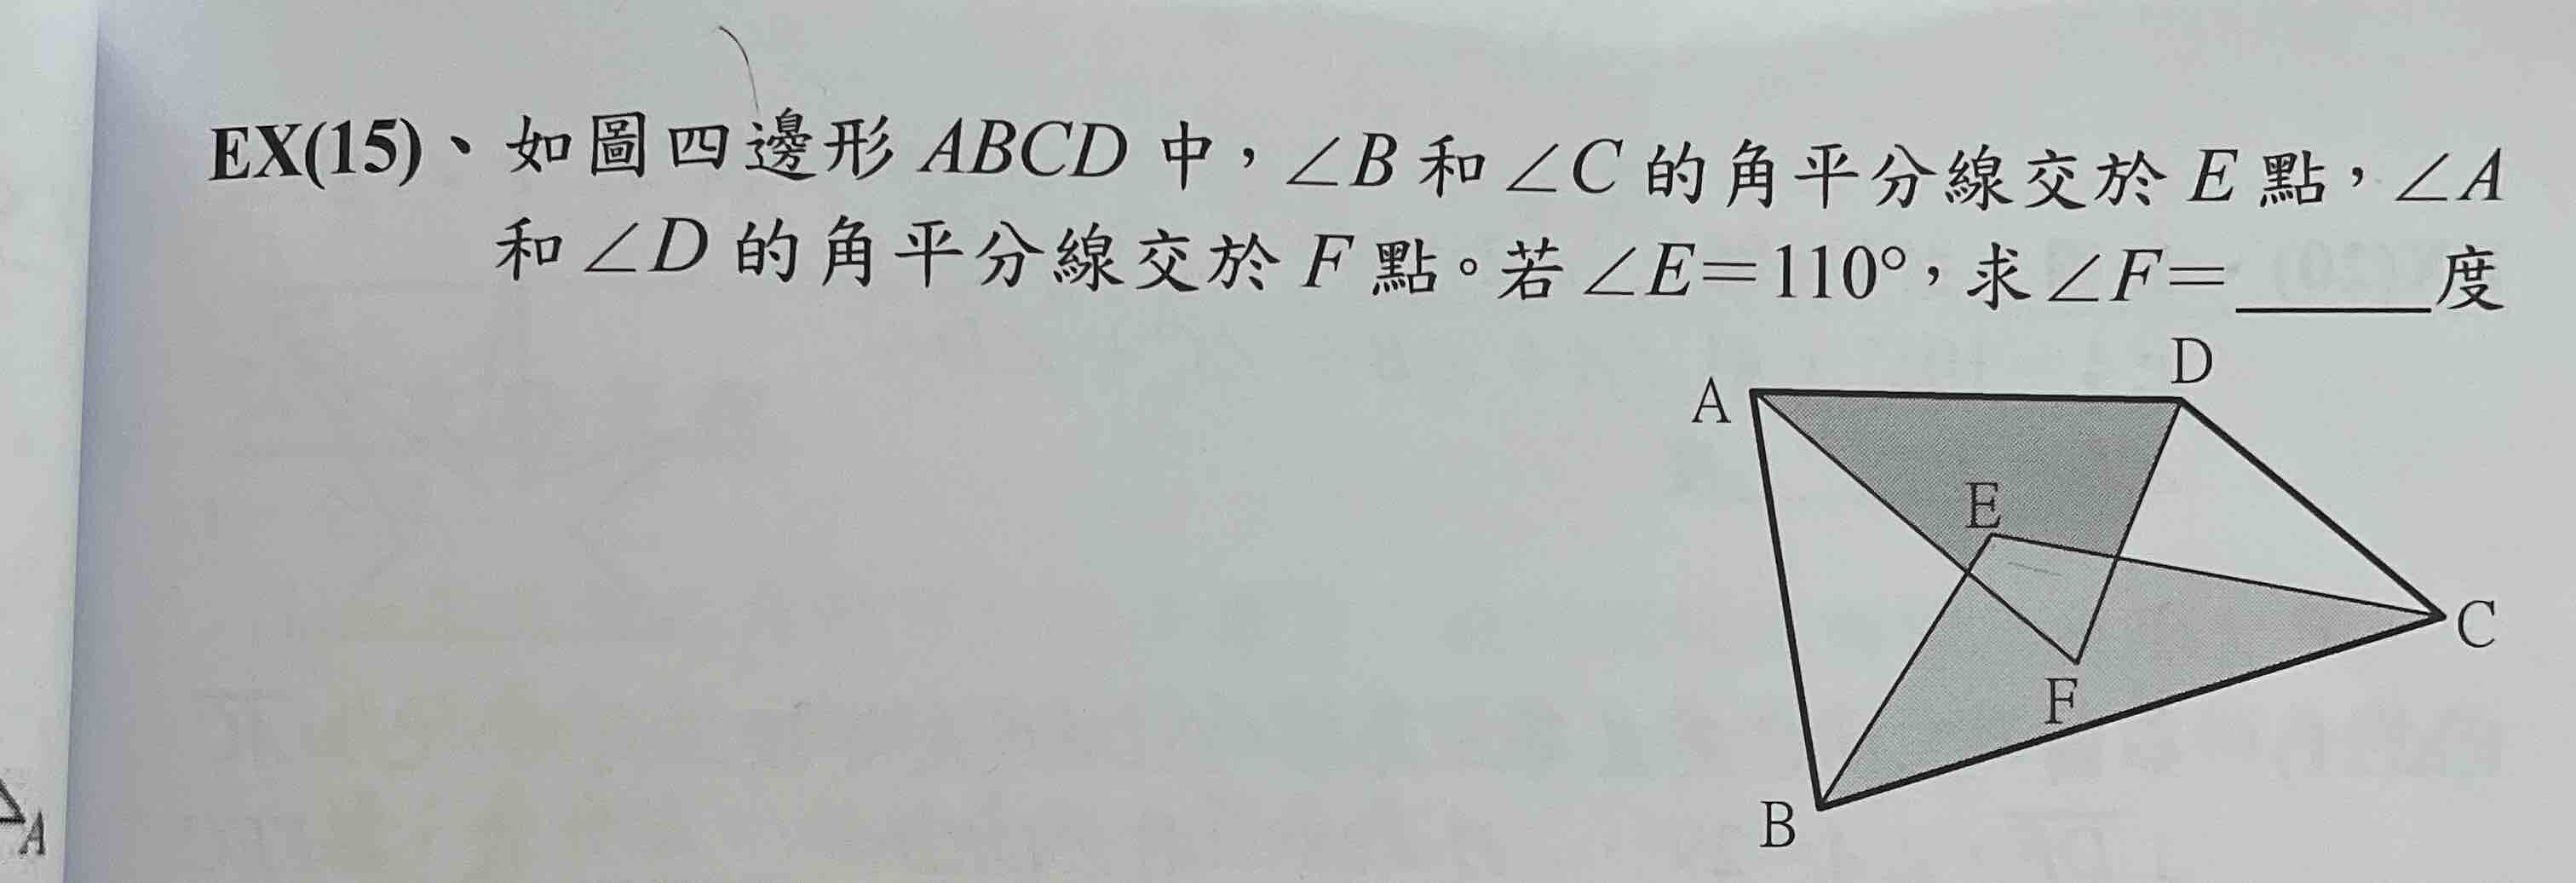 EX(15)、如圖四邊形 ABCD 中,∠B 和 ∠C 的角平分線交於 E 點,∠A
和 ∠D 的角平分線交於 F 點。若 ∠E=110°,求 ∠F=______度
D
A
E
C
F
B
A